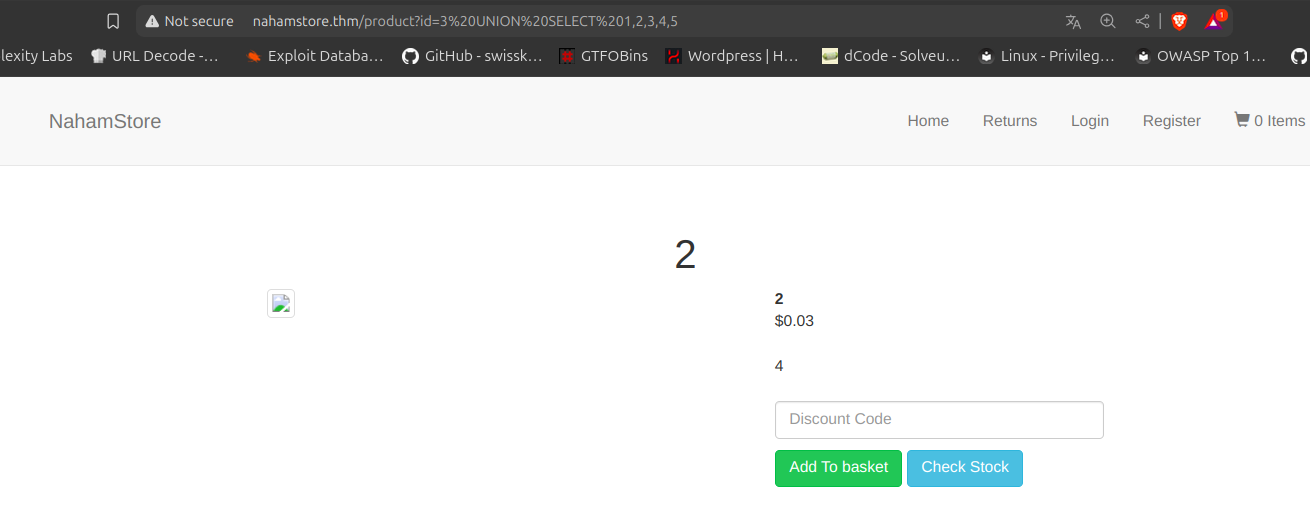 Not secure nahamstore.thm/product?id=3%20UNION%20SELECT%201,2,3,4,5 1
lexity Labs URL Decode -... Exploit Databa... GitHub - swissk... GTFOBins Wordpress | H... dCode - Solveu... Linux - Privileg... OWASP Top 1...
NahamStore Home Returns Login Register 0 Items
2
2
$0.03
4
Discount Code
Add To basket Check Stock